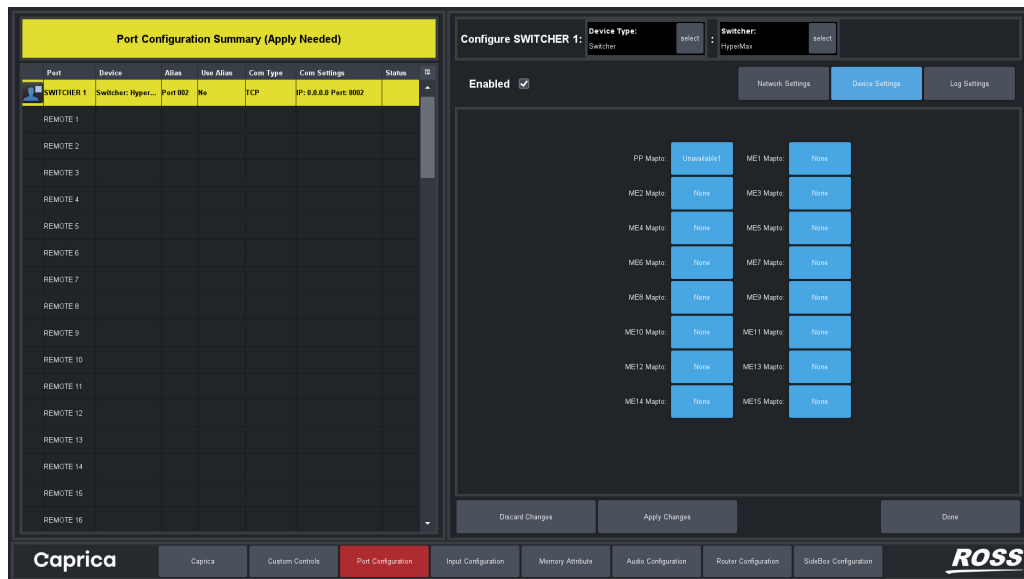 Port Configuration Summary (Apply Needed)
Port Device Alias Use Alias Com Type Com Settings Status
SWITCHER 1 Switcher: Hyper... Port 002 No TCP IP: 0.0.0.0 Port: 8002
REMOTE 1
REMOTE 2
REMOTE 3
REMOTE 4
REMOTE 5
REMOTE 6
REMOTE 7
REMOTE 8
REMOTE 9
REMOTE 10
REMOTE 11
REMOTE 12
REMOTE 13
REMOTE 14
REMOTE 15
REMOTE 16
Configure SWITCHER 1: Device Type: Switcher select : Switcher: HyperMax select
Enabled Network Settings Device Settings Log Settings
PP Mapto: Unavailable1 ME1 Mapto: None
ME2 Mapto: None ME3 Mapto: None
ME4 Mapto: None ME5 Mapto: None
ME6 Mapto: None ME7 Mapto: None
ME8 Mapto: None ME9 Mapto: None
ME10 Mapto: None ME11 Mapto: None
ME12 Mapto: None ME13 Mapto: None
ME14 Mapto: None ME15 Mapto: None
Discard Changes Apply Changes Done
Caprica Caprica Custom Controls Port Configuration Input Configuration Memory Attribute Audio Configuration Router Configuration SideBox Configuration ROSS